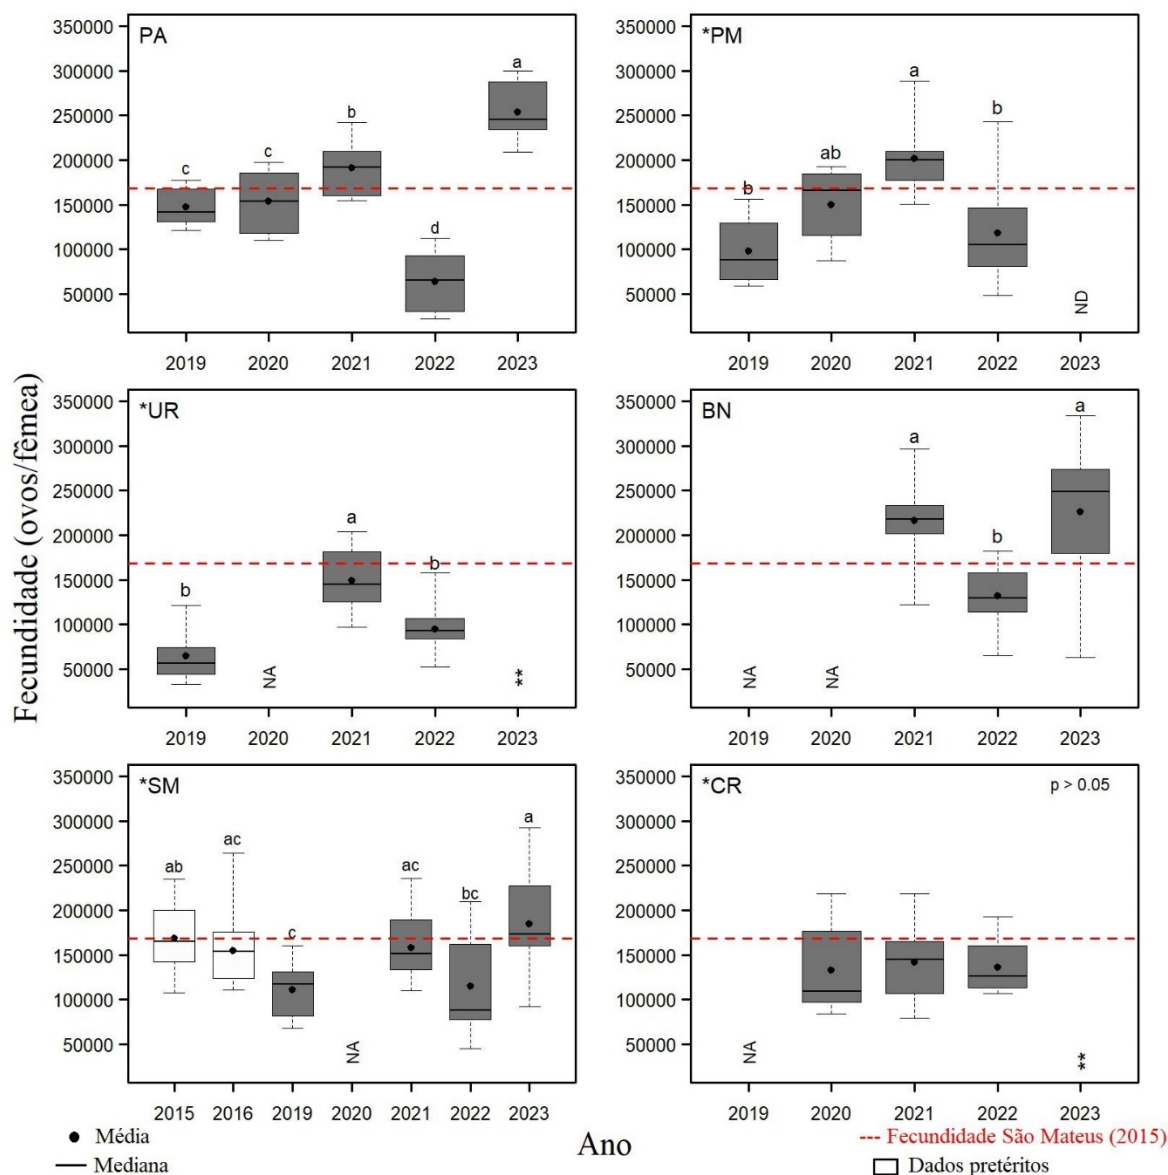 Fecundidade (ovos/fêmea)
PA
350000
300000
250000
200000
150000
100000
50000
c
c
b
d
a
2019 2020 2021 2022 2023
*PM
350000
300000
250000
200000
150000
100000
50000
b
ab
a
b
ND
2019 2020 2021 2022 2023
*UR
350000
300000
250000
200000
150000
100000
50000
b
NA
a
b
**
2019 2020 2021 2022 2023
BN
350000
300000
250000
200000
150000
100000
50000
NA
NA
a
b
a
2019 2020 2021 2022 2023
*SM
350000
300000
250000
200000
150000
100000
50000
ab
ac
c
NA
ac
bc
a
2015 2016 2019 2020 2021 2022 2023
*CR
p > 0.05
350000
300000
250000
200000
150000
100000
50000
NA
**
2019 2020 2021 2022 2023
Ano
Média
Mediana
Fecundidade São Mateus (2015)
Dados pretéritos